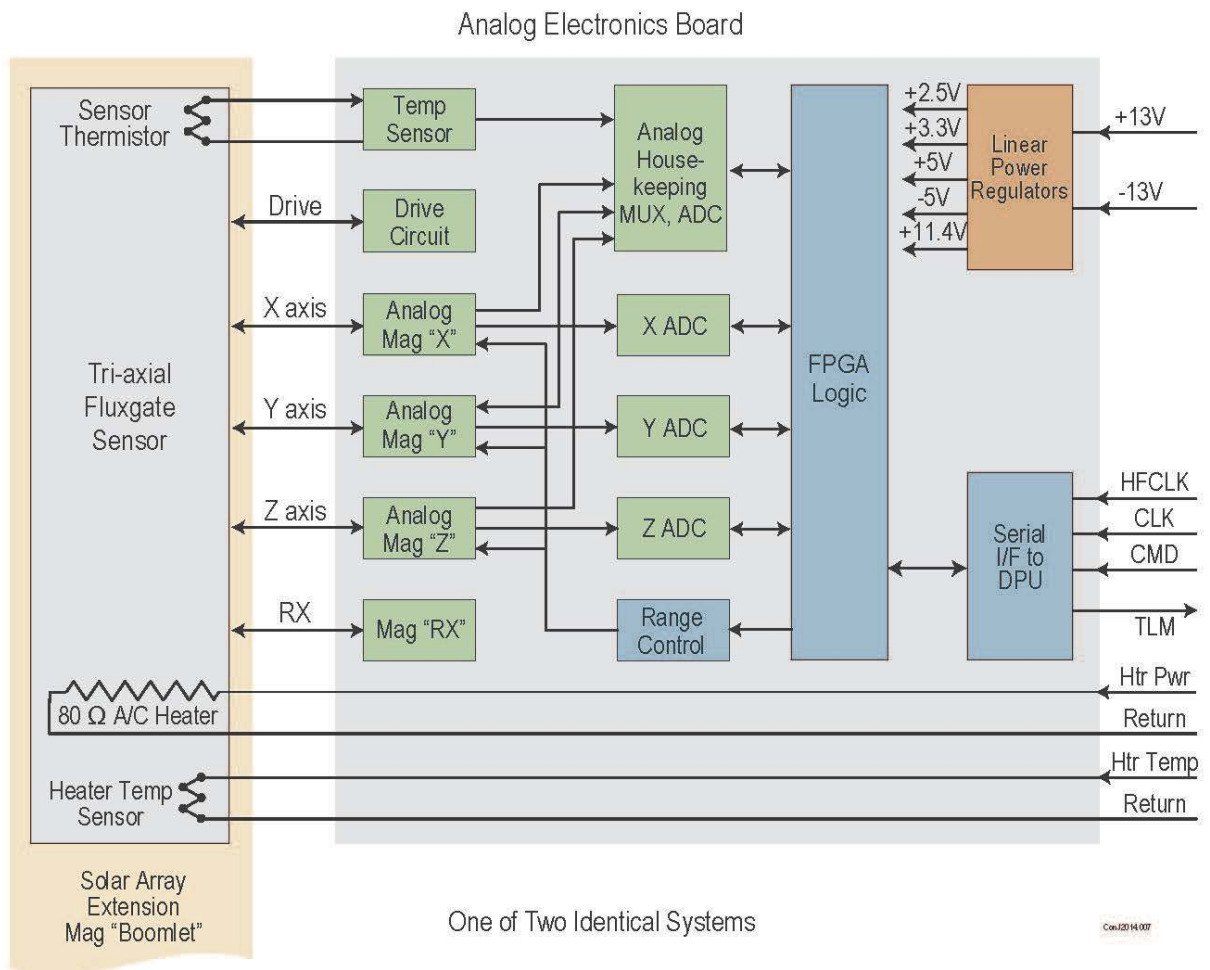 Analog Electronics Board
Sensor
Thermistor
Temp
Sensor
Analog
House-
keeping
MUX, ADC
+2.5V
+3.3V
+5V
-5V
+11.4V
Linear
Power
Regulators
+13V
-13V
Drive
Drive
Circuit
X axis
Analog
Mag “X”
X ADC
FPGA
Logic
Tri-axial
Fluxgate
Sensor
Y axis
Analog
Mag “Y”
Y ADC
Z axis
Analog
Mag “Z”
Z ADC
Serial
I/F to
DPU
HFCLK
CLK
CMD
TLM
RX
Mag “RX”
Range
Control
80 Ω A/C Heater
Htr Pwr
Return
Heater Temp
Sensor
Htr Temp
Return
Solar Array
Extension
Mag “Boomlet”
One of Two Identical Systems
ConJ2014.007